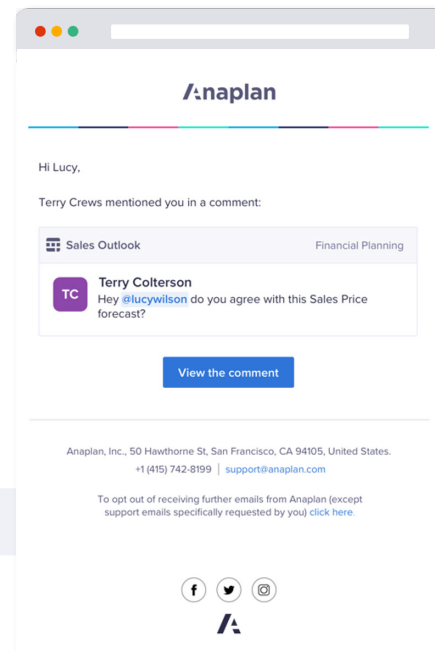 Anaplan
Hi Lucy,
Terry Crews mentioned you in a comment:
Sales Outlook
Financial Planning
TC
Terry Colterson
Hey @lucywilson do you agree with this Sales Price
forecast?
View the comment
Anaplan, Inc., 50 Hawthorne St, San Francisco, CA 94105, United States.
+1 (415) 742-8199 | support@anaplan.com
To opt out of receiving further emails from Anaplan (except
support emails specifically requested by you) click here.